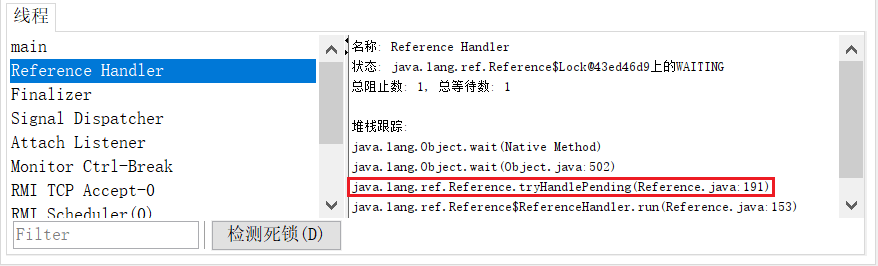 线程
main
Reference Handler
Finalizer
Signal Dispatcher
Attach Listener
Monitor Ctrl-Break
RMI TCP Accept-0
RMI Scheduler(0)
Filter
检测死锁(D)
名称: Reference Handler
状态: java.lang.ref.Reference$Lock@43ed46d9上的WAITING
总阻止数: 1, 总等待数: 1
堆栈跟踪:
java.lang.Object.wait(Native Method)
java.lang.Object.wait(Object.java:502)
java.lang.ref.Reference.tryHandlePending(Reference.java:191)
java.lang.ref.Reference$ReferenceHandler.run(Reference.java:153)